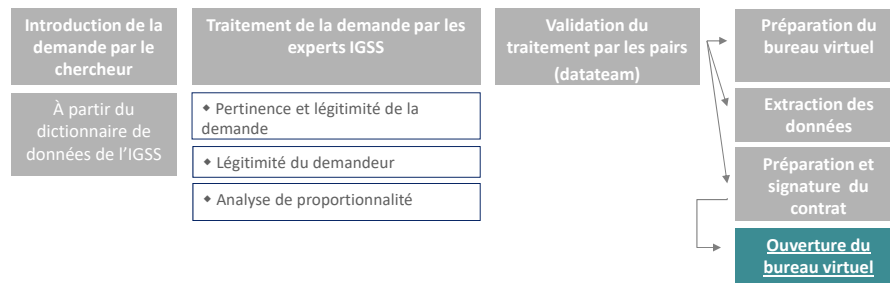 Introduction de la
demande par le
chercheur
À partir du
dictionnaire de
données de l'IGSS
Traitement de la demande par les
experts IGSS
◆ Pertinence et légitimité de la
demande
◆ Légitimité du demandeur
◆ Analyse de proportionnalité
Validation du
traitement par les pairs
(datateam)
Préparation du
bureau virtuel
Extraction des
données
Préparation et
signature du
contrat
Ouverture du
bureau virtuel